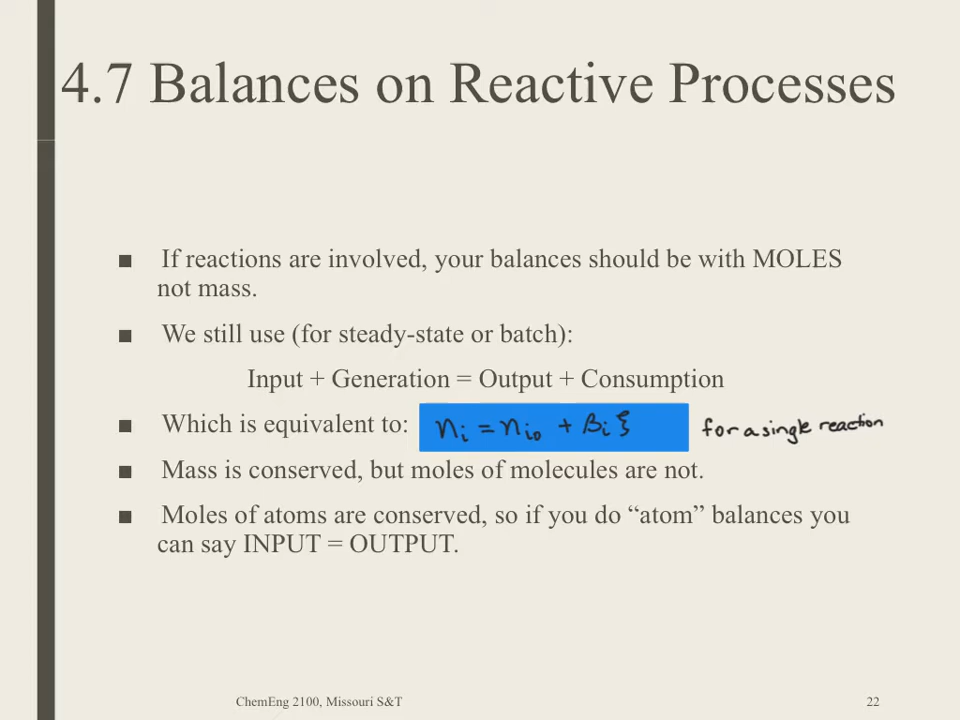 4.7 Balances on Reactive Processes
■ If reactions are involved, your balances should be with MOLES
not mass.
■ We still use (for steady-state or batch):
Input + Generation = Output + Consumption
■ Which is equivalent to: nᵢ = nᵢ₀ + βᵢ ξ for a single reaction
■ Mass is conserved, but moles of molecules are not.
■ Moles of atoms are conserved, so if you do “atom” balances you
can say INPUT = OUTPUT.
ChemEng 2100, Missouri S&T 22